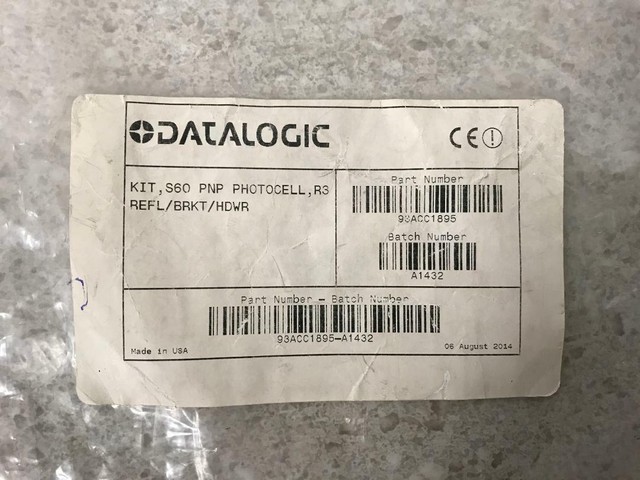 DATALOGIC
CE
KIT,S60 PNP PHOTOCELL,R3
REFL/BRKT/HDWR
Part Number
93ACC1895
Batch Number
A1432
Part Number - Batch Number
93ACC1895-A1432
Made in USA
06 August 2014